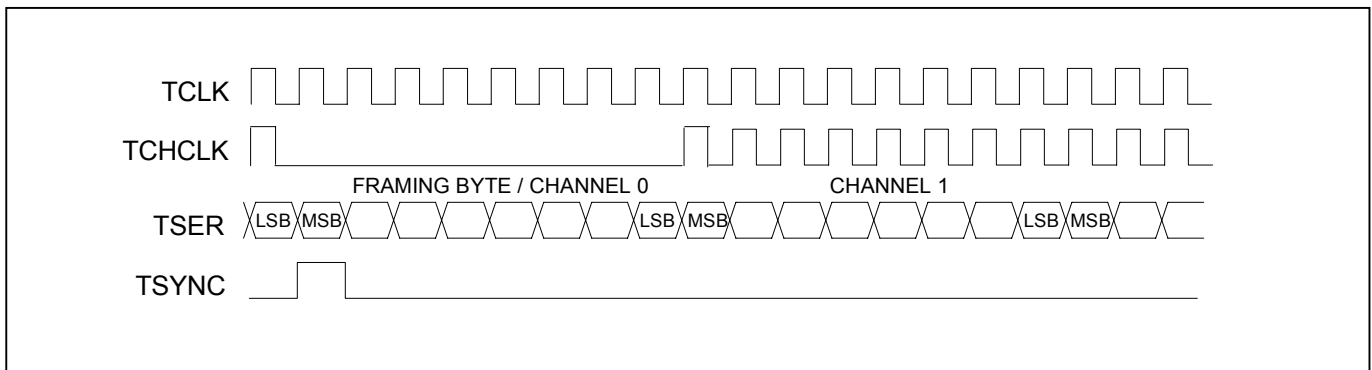 TCLK
TCHCLK
FRAMING BYTE / CHANNEL 0 CHANNEL 1
TSER LSB MSB LSB MSB LSB MSB
TSYNC